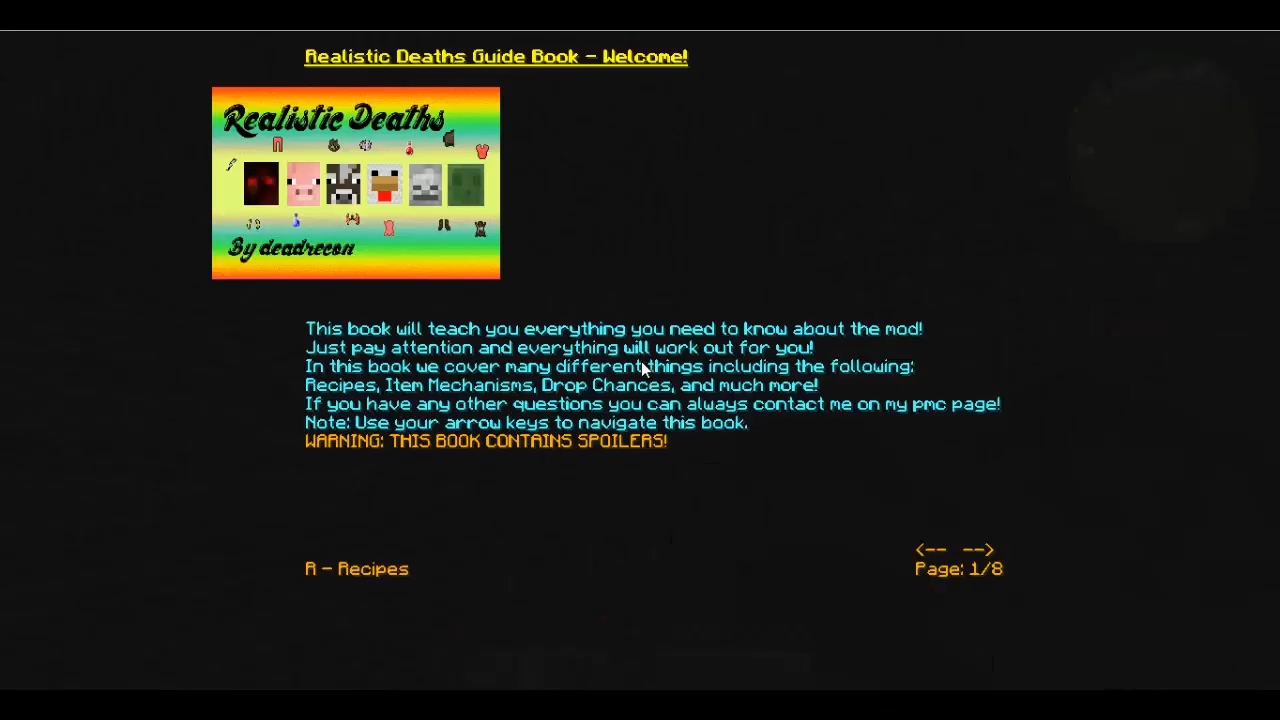 Realistic Deaths Guide Book - Welcome!
Realistic Deaths
By deadrecon
This book will teach you everything you need to know about the mod!
Just pay attention and everything will work out for you!
In this book we cover many different things including the following:
Recipes, Item Mechanisms, Drop Chances, and much more!
If you have any other questions you can always contact me on my pmc page!
Note: Use your arrow keys to navigate this book.
WARNING: THIS BOOK CONTAINS SPOILERS!
<-- -->
R - Recipes
Page: 1/8